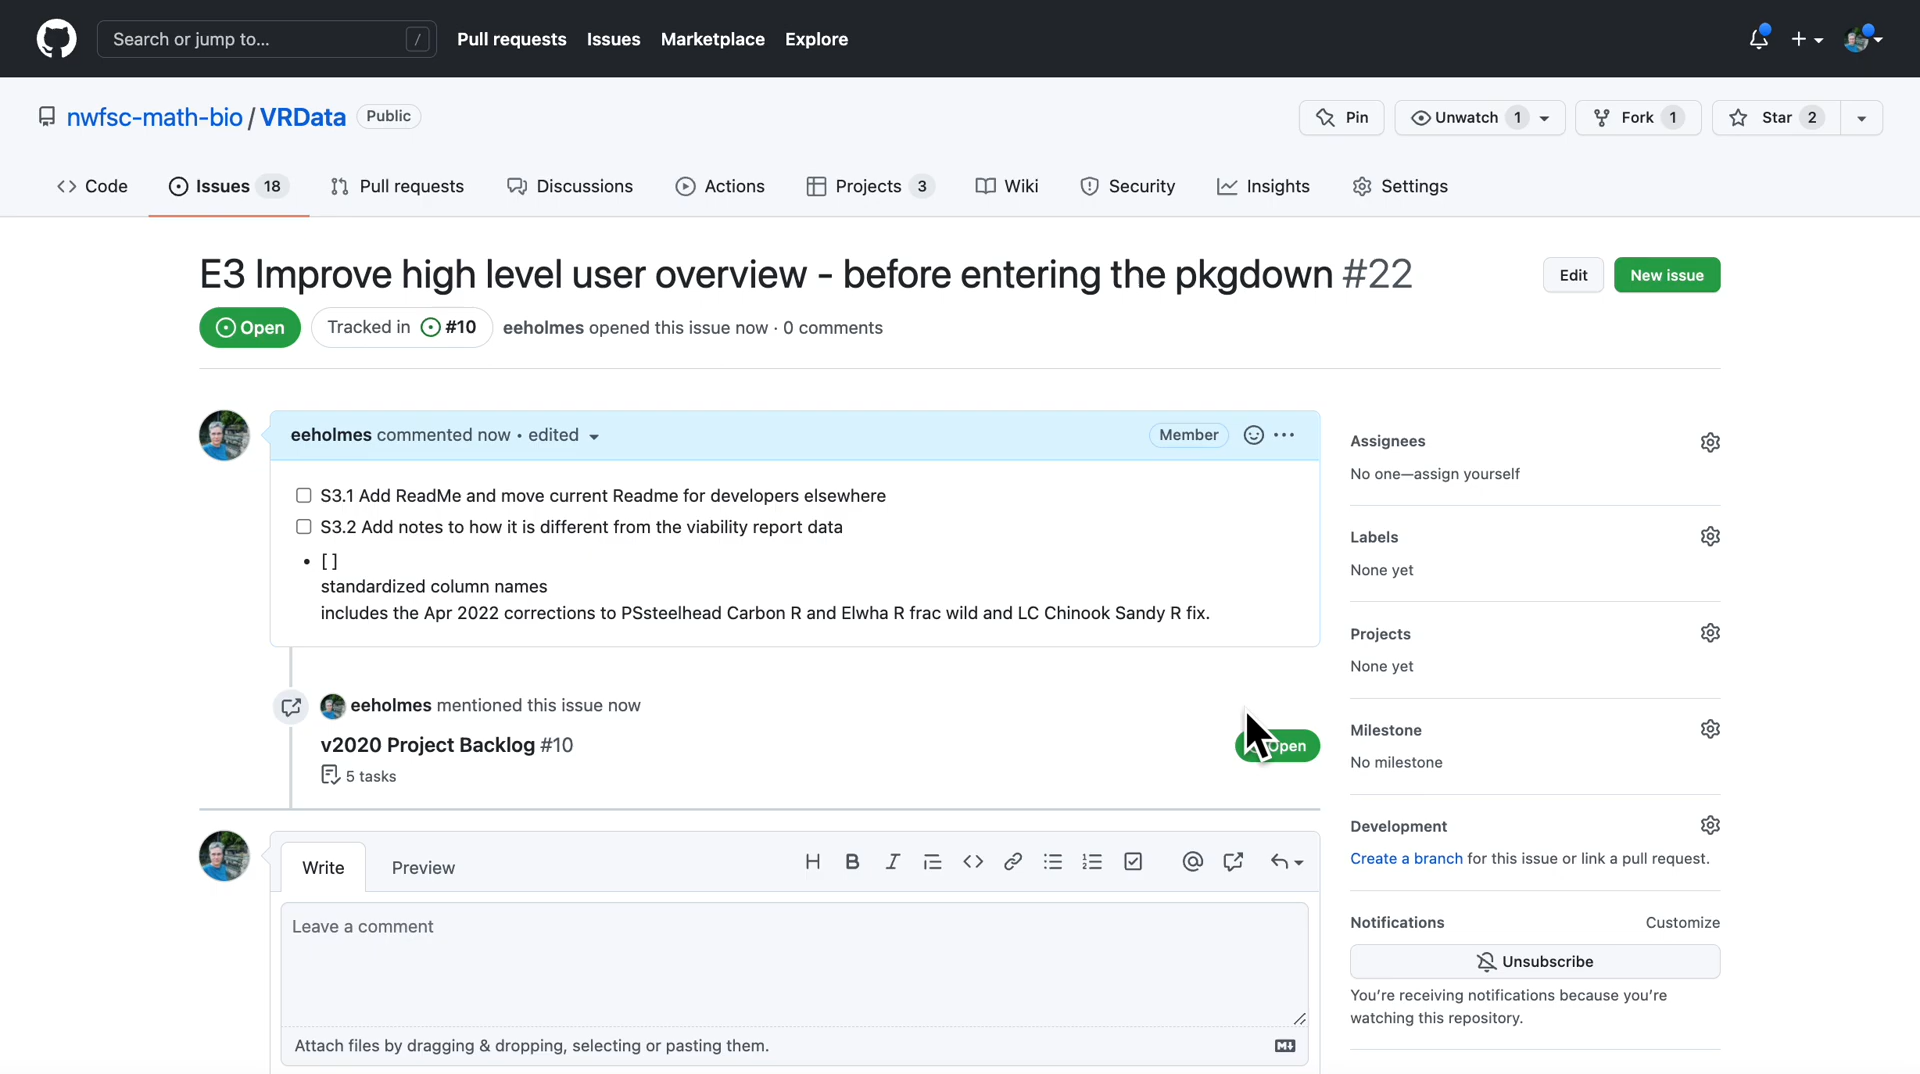 Search or jump to... / Pull requests Issues Marketplace Explore
nwfsc-math-bio / VRData Public Pin Unwatch 1 Fork 1 Star 2
Code Issues 18 Pull requests Discussions Actions Projects 3 Wiki Security Insights Settings
E3 Improve high level user overview - before entering the pkgdown #22 Edit New issue
Open Tracked in #10 eeholmes opened this issue now · 0 comments
eeholmes commented now • edited Member ...
S3.1 Add ReadMe and move current Readme for developers elsewhere
S3.2 Add notes to how it is different from the viability report data
• [ ]
standardized column names
includes the Apr 2022 corrections to PSsteelhead Carbon R and Elwha R frac wild and LC Chinook Sandy R fix.
eeholmes mentioned this issue now
v2020 Project Backlog #10 Open
5 tasks
Write Preview H B I @
Leave a comment
Attach files by dragging & dropping, selecting or pasting them.
Assignees
No one—assign yourself
Labels
None yet
Projects
None yet
Milestone
No milestone
Development
Create a branch for this issue or link a pull request.
Notifications Customize
Unsubscribe
You're receiving notifications because you're
watching this repository.